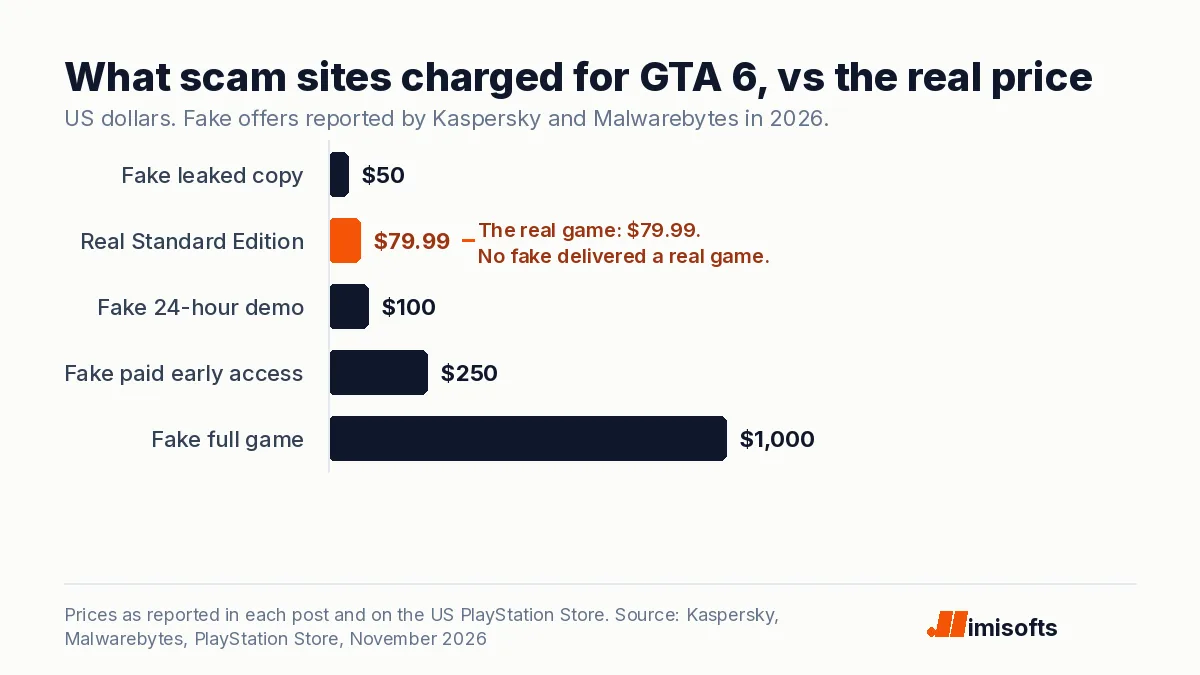 What scam sites charged for GTA 6, vs the real price
US dollars. Fake offers reported by Kaspersky and Malwarebytes in 2026.
Fake leaked copy $50
Real Standard Edition $79.99
The real game: $79.99.
No fake delivered a real game.
Fake 24-hour demo $100
Fake paid early access $250
Fake full game $1,000
Prices as reported in each post and on the US PlayStation Store. Source: Kaspersky,
Malwarebytes, PlayStation Store, November 2026
Jimisofts